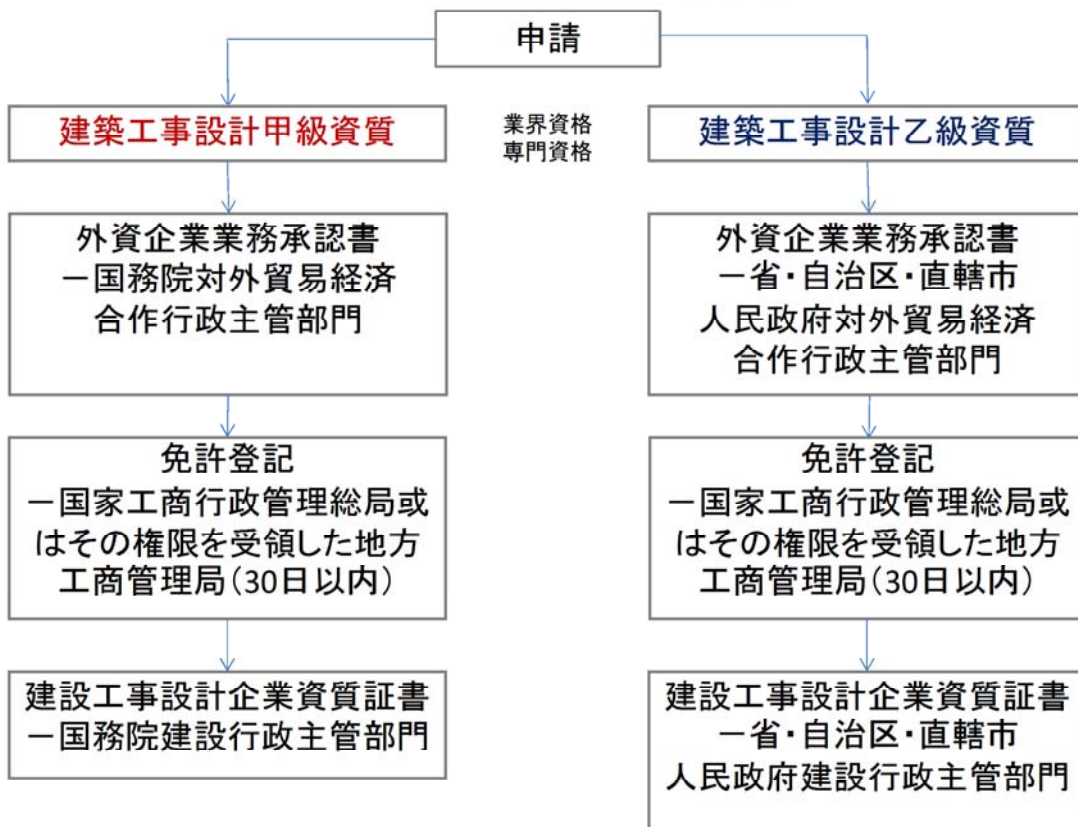 申請
建築工事設計甲級資質
業界資格
専門資格
建築工事設計乙級資質
外資企業業務承認書
－国務院対外貿易経済
合作行政主管部門
外資企業業務承認書
－省・自治区・直轄市
人民政府対外貿易経済
合作行政主管部門
免許登記
－国家工商行政管理総局或
はその権限を受領した地方
工商管理局（30日以内）
免許登記
－国家工商行政管理総局或
はその権限を受領した地方
工商管理局（30日以内）
建設工事設計企業資質証書
－国務院建設行政主管部門
建設工事設計企業資質証書
－省・自治区・直轄市
人民政府建設行政主管部門